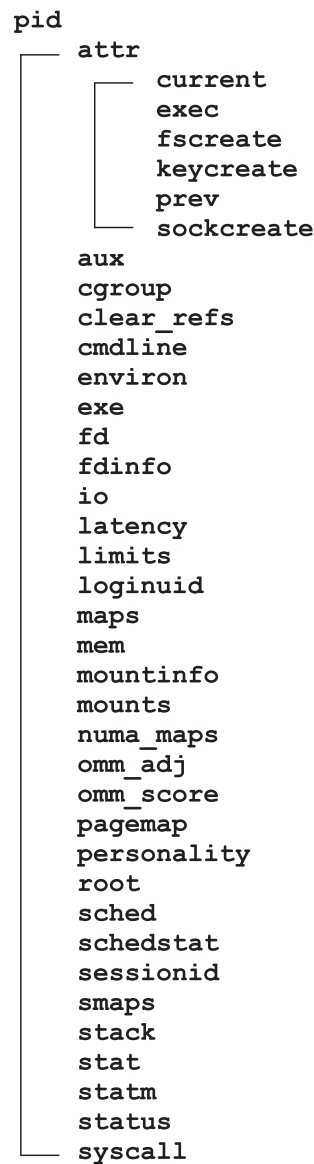 pid
attr
current
exec
fscreate
keycreate
prev
sockcreate
aux
cgroup
clear_refs
cmdline
environ
exe
fd
fdinfo
io
latency
limits
loginuid
maps
mem
mountinfo
mounts
numa_maps
omm_adj
omm_score
pagemap
personality
root
sched
schedstat
sessionid
smaps
stack
stat
statm
status
syscall